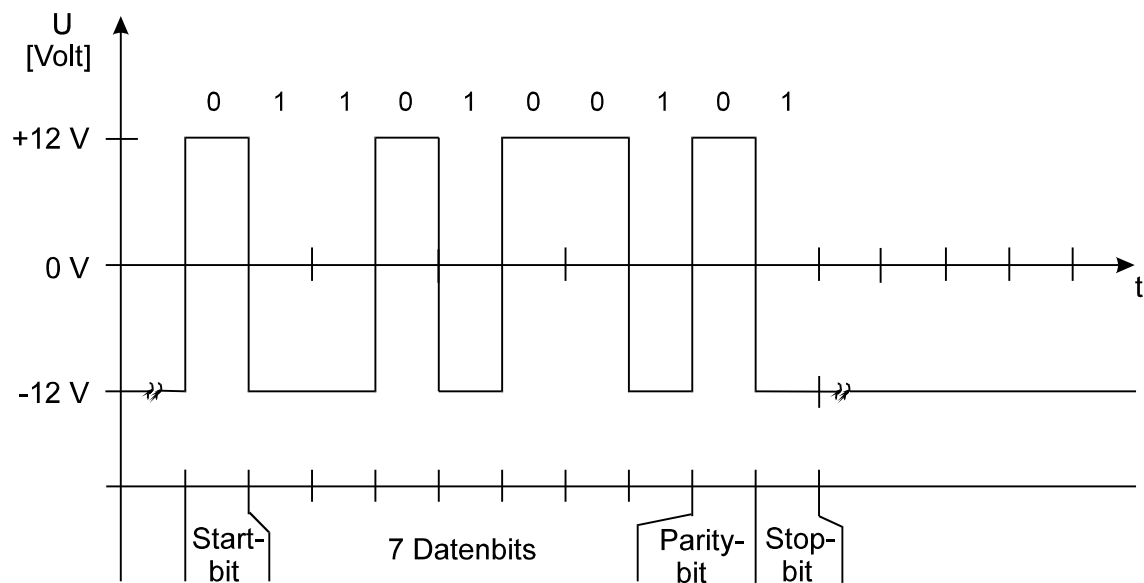 U
[Volt]
0 1 1 0 1 0 0 1 0 1
+12 V
0 V
t
-12 V
Start-
bit
7 Datenbits
Parity-
bit
Stop-
bit